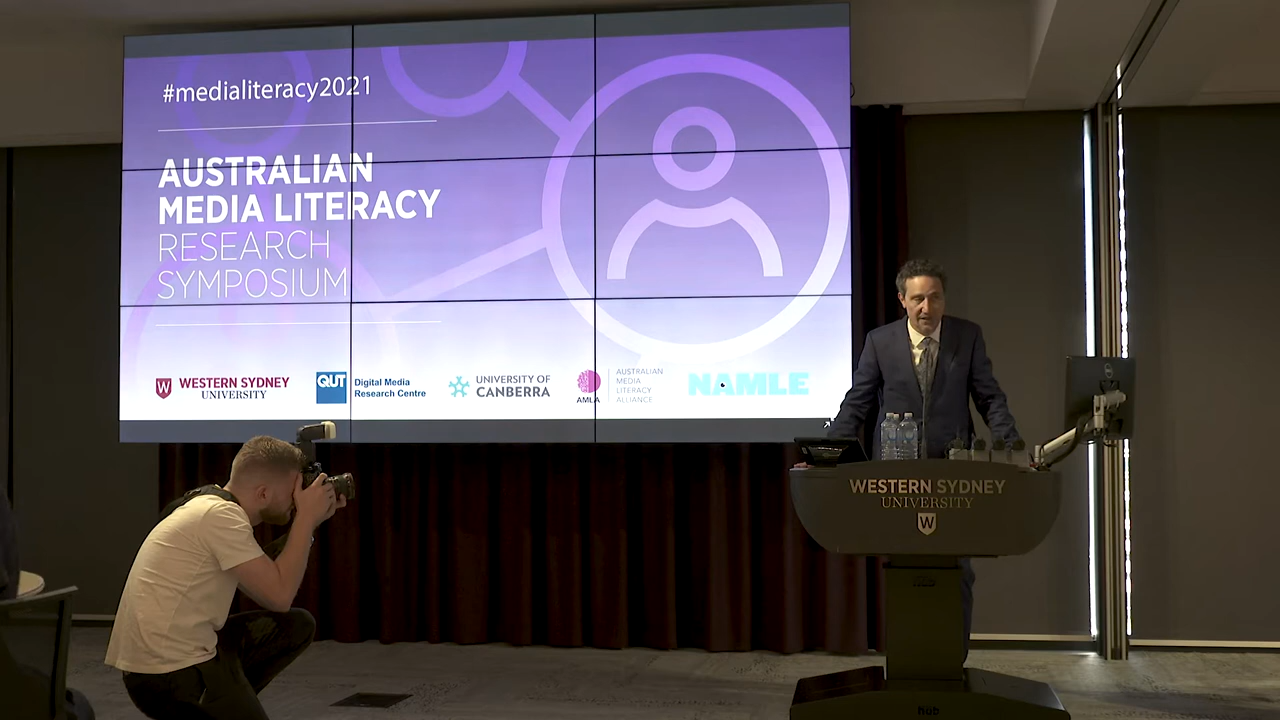 #medialiteracy2021
AUSTRALIAN
MEDIA LITERACY
RESEARCH
SYMPOSIUM
W
WESTERN SYDNEY
UNIVERSITY
QUT
Digital Media
Research Centre
UNIVERSITY OF
CANBERRA
AMLA
AUSTRALIAN
MEDIA
LITERACY
ALLIANCE
NAMLE
WESTERN SYDNEY
UNIVERSITY
W